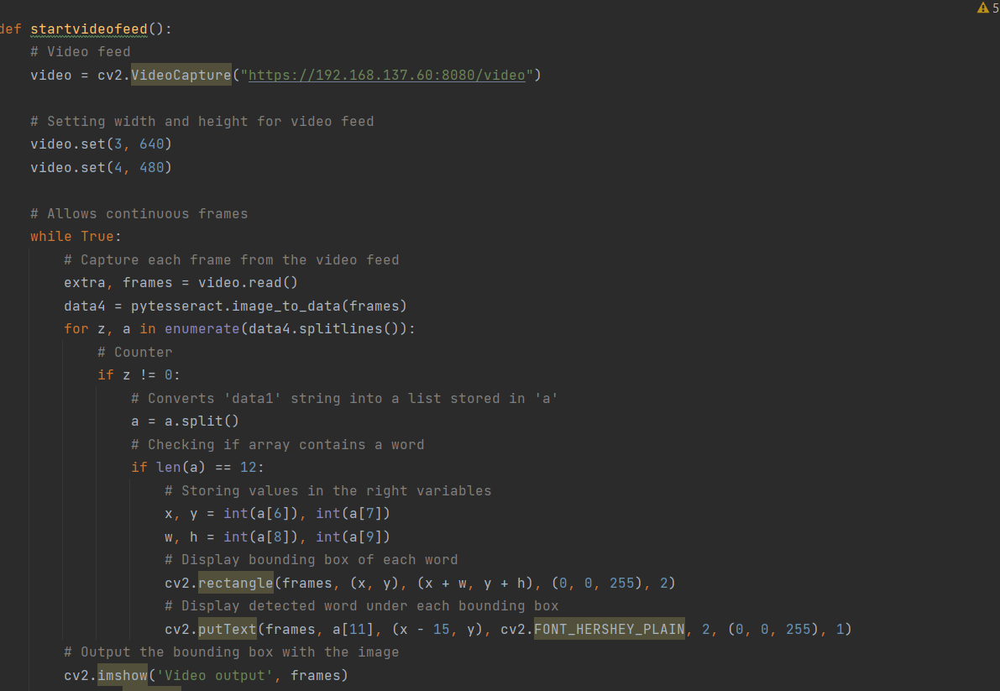 5
def startvideofeed():
# Video feed
video = cv2.VideoCapture("https://192.168.137.60:8080/video")
# Setting width and height for video feed
video.set(3, 640)
video.set(4, 480)
# Allows continuous frames
while True:
# Capture each frame from the video feed
extra, frames = video.read()
data4 = pytesseract.image_to_data(frames)
for z, a in enumerate(data4.splitlines()):
# Counter
if z != 0:
# Converts 'data1' string into a list stored in 'a'
a = a.split()
# Checking if array contains a word
if len(a) == 12:
# Storing values in the right variables
x, y = int(a[6]), int(a[7])
w, h = int(a[8]), int(a[9])
# Display bounding box of each word
cv2.rectangle(frames, (x, y), (x + w, y + h), (0, 0, 255), 2)
# Display detected word under each bounding box
cv2.putText(frames, a[11], (x - 15, y), cv2.FONT_HERSHEY_PLAIN, 2, (0, 0, 255), 1)
# Output the bounding box with the image
cv2.imshow('Video output', frames)